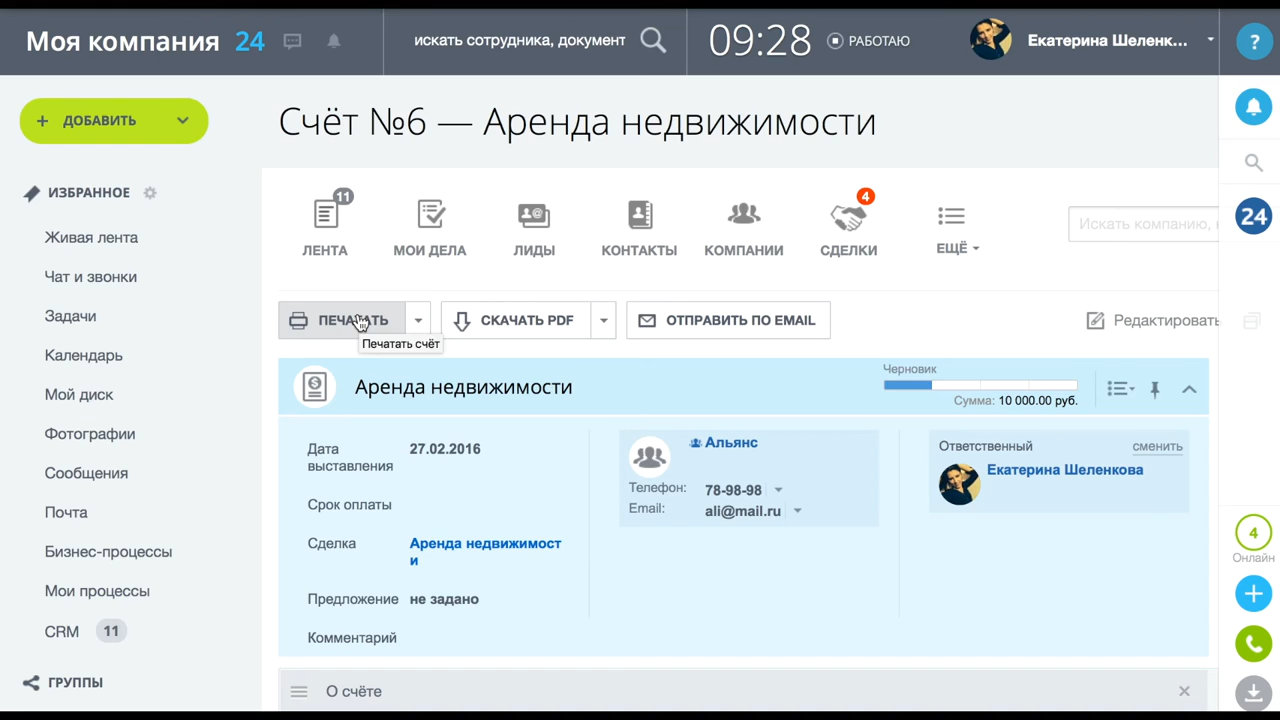 Моя компания 24
искать сотрудника, документ
09:28
РАБОТАЮ
Екатерина Шеленк...
?
ДОБАВИТЬ
Счёт №6 — Аренда недвижимости
24
ИЗБРАННОЕ
Живая лента
Чат и звонки
Задачи
Календарь
Мой диск
Фотографии
Сообщения
Почта
Бизнес-процессы
Мои процессы
CRM 11
ГРУППЫ
11
ЛЕНТА
МОИ ДЕЛА
ЛИДЫ
КОНТАКТЫ
КОМПАНИИ
4
СДЕЛКИ
ЕЩЁ
Искать компанию,
ПЕЧАТАТЬ
СКАЧАТЬ PDF
ОТПРАВИТЬ ПО EMAIL
Редактировать
Печатать счёт
Аренда недвижимости
Черновик
Сумма: 10 000.00 руб.
Дата
выставления
27.02.2016
Срок оплаты
Сделка
Аренда недвижимост
и
Предложение не задано
Комментарий
Альянс
Телефон: 78-98-98
Email: ali@mail.ru
Ответственный сменить
Екатерина Шеленкова
О счёте
4
Онлайн